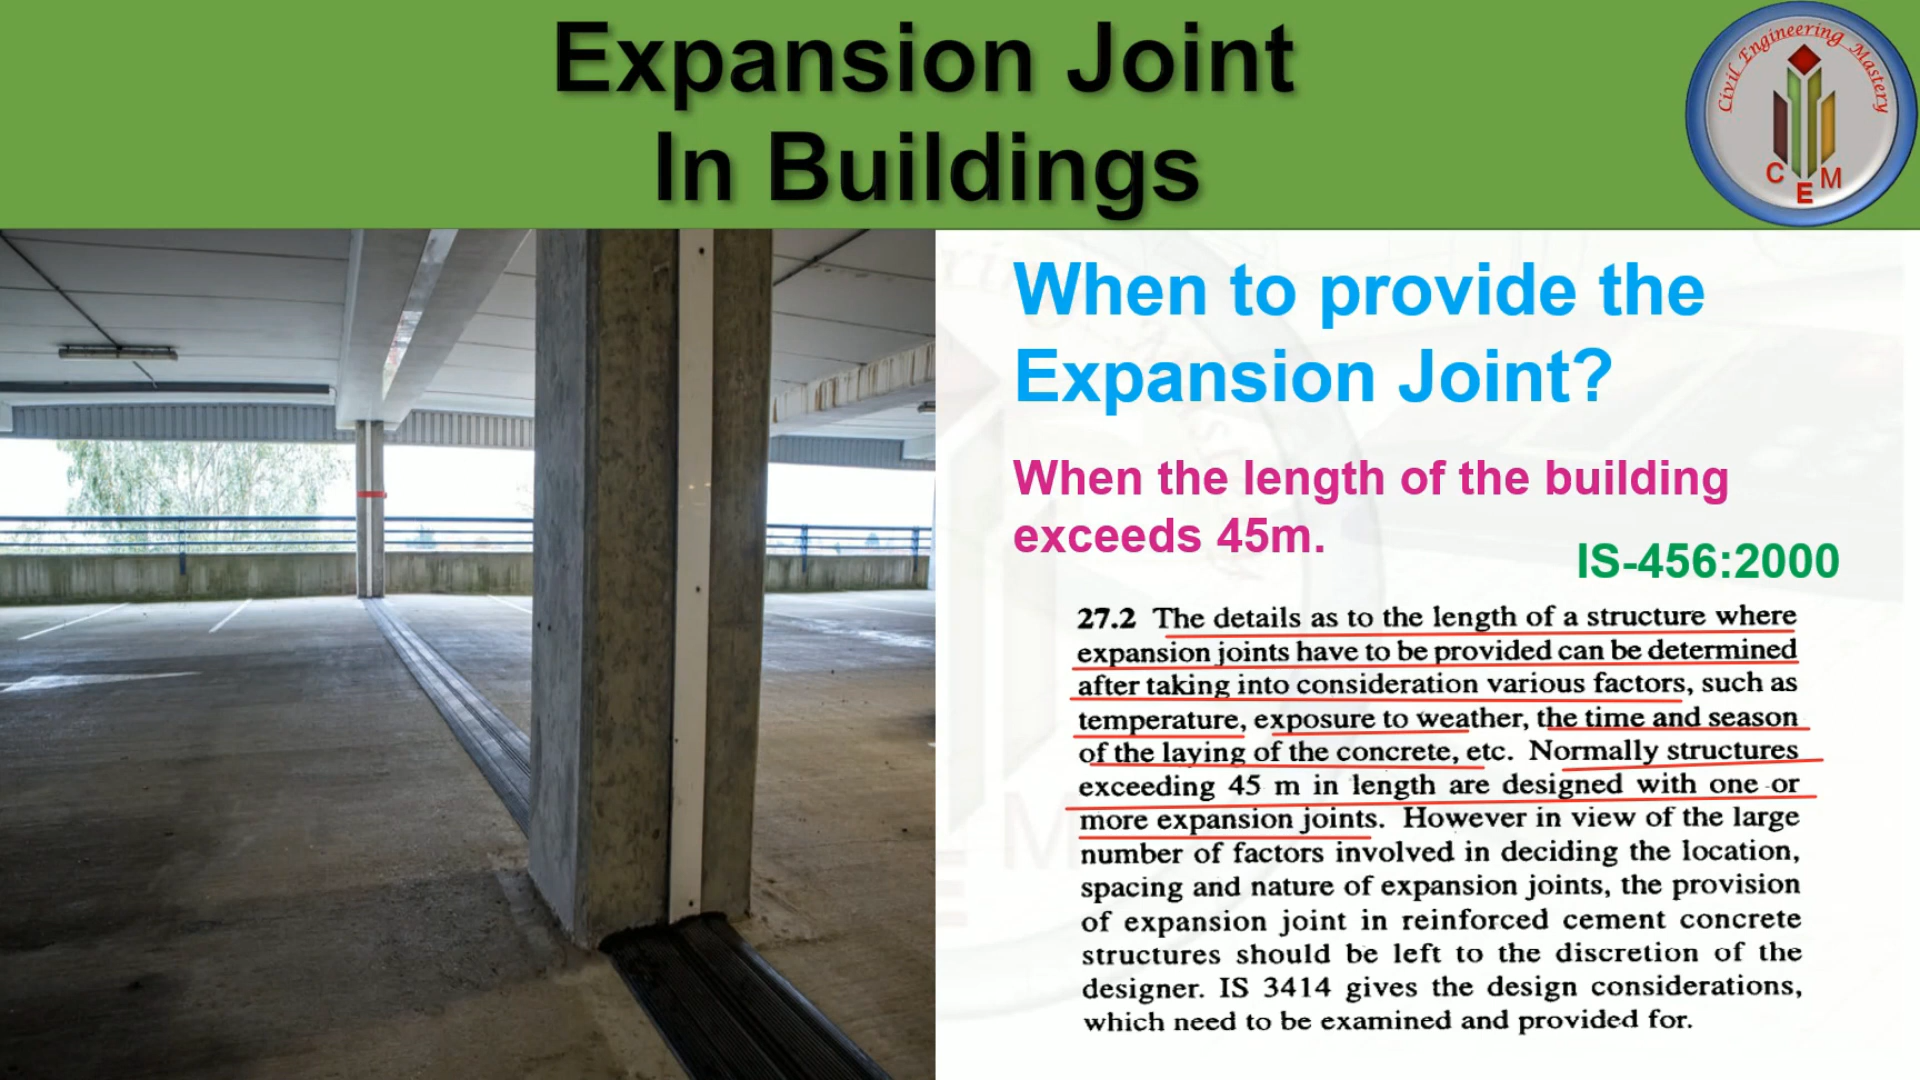 Expansion Joint
In Buildings
Civil Engineering Mastery
C E M
When to provide the
Expansion Joint?
When the length of the building
exceeds 45m.
IS-456:2000
27.2 The details as to the length of a structure where
expansion joints have to be provided can be determined
after taking into consideration various factors, such as
temperature, exposure to weather, the time and season
of the laying of the concrete, etc. Normally structures
exceeding 45 m in length are designed with one or
more expansion joints. However in view of the large
number of factors involved in deciding the location,
spacing and nature of expansion joints, the provision
of expansion joint in reinforced cement concrete
structures should be left to the discretion of the
designer. IS 3414 gives the design considerations,
which need to be examined and provided for.